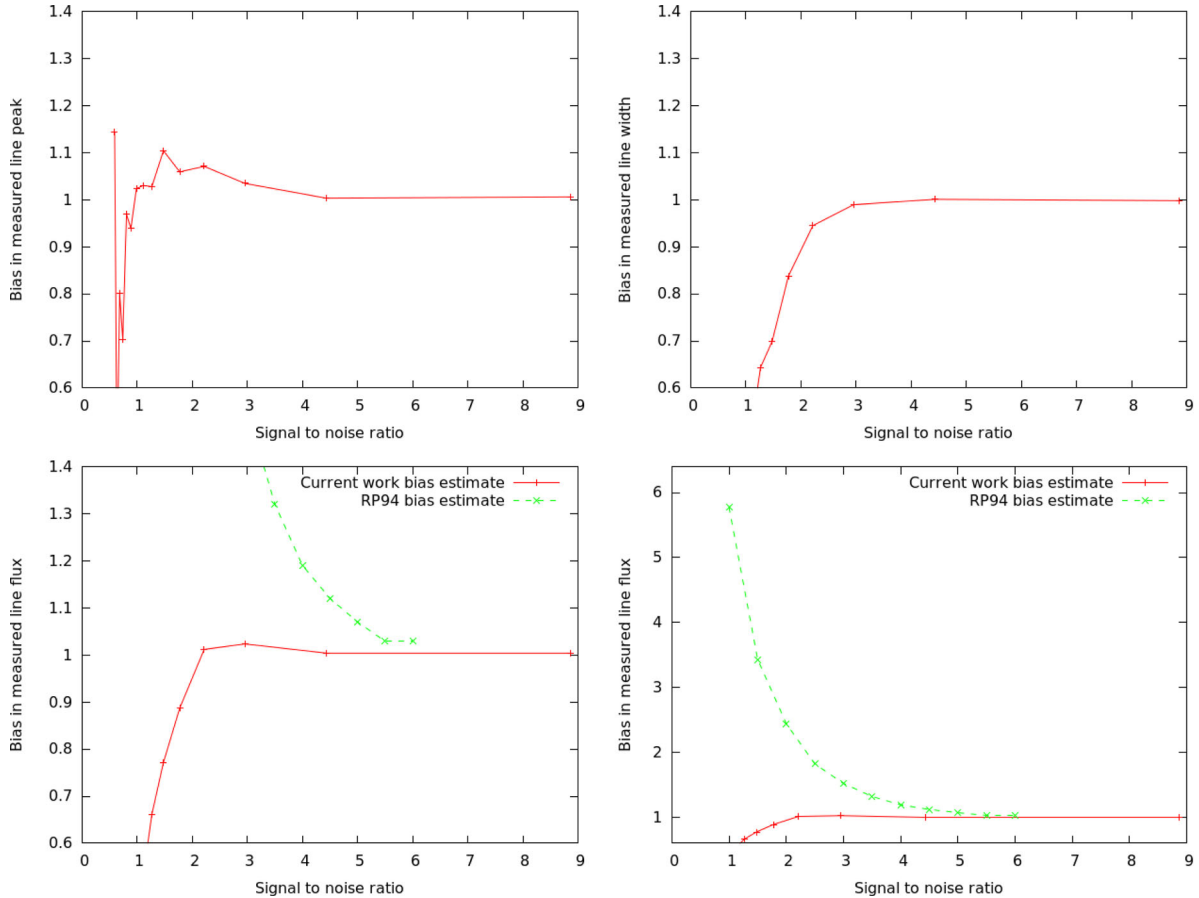 1.4
1.3
1.2
1.1
1
0.9
0.8
0.7
0.6
0 1 2 3 4 5 6 7 8 9
Bias in measured line peak
Signal to noise ratio
1.4
1.3
1.2
1.1
1
0.9
0.8
0.7
0.6
0 1 2 3 4 5 6 7 8 9
Bias in measured line width
Signal to noise ratio
1.4
1.3
1.2
1.1
1
0.9
0.8
0.7
0.6
0 1 2 3 4 5 6 7 8 9
Bias in measured line flux
Signal to noise ratio
Current work bias estimate
RP94 bias estimate
6
5
4
3
2
1
0 1 2 3 4 5 6 7 8 9
Bias in measured line flux
Signal to noise ratio
Current work bias estimate
RP94 bias estimate